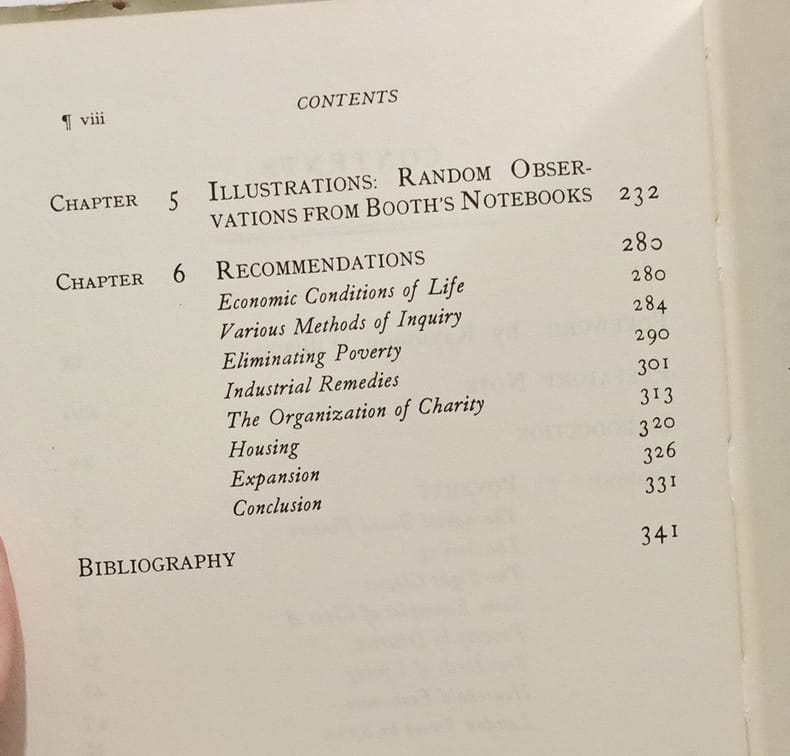 ¶ viii CONTENTS
CHAPTER 5 ILLUSTRATIONS: RANDOM OBSER-
VATIONS FROM BOOTH'S NOTEBOOKS 232
CHAPTER 6 RECOMMENDATIONS 280
Economic Conditions of Life 280
Various Methods of Inquiry 284
Eliminating Poverty 290
Industrial Remedies 301
The Organization of Charity 313
Housing 320
Expansion 326
Conclusion 331
BIBLIOGRAPHY 341